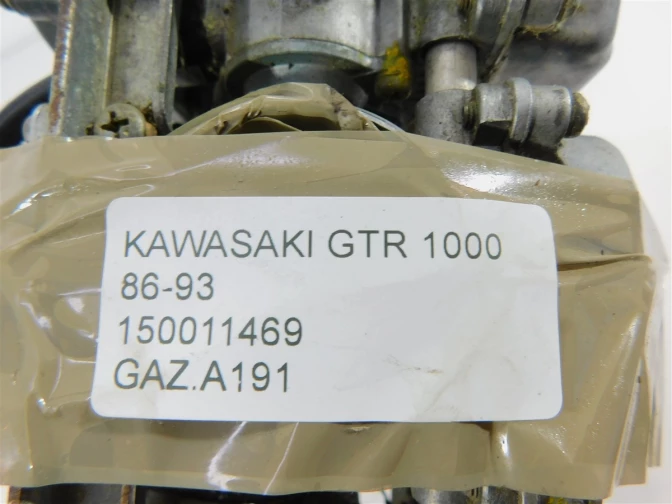 KAWASAKI GTR 1000
86-93
150011469
GAZ.A191